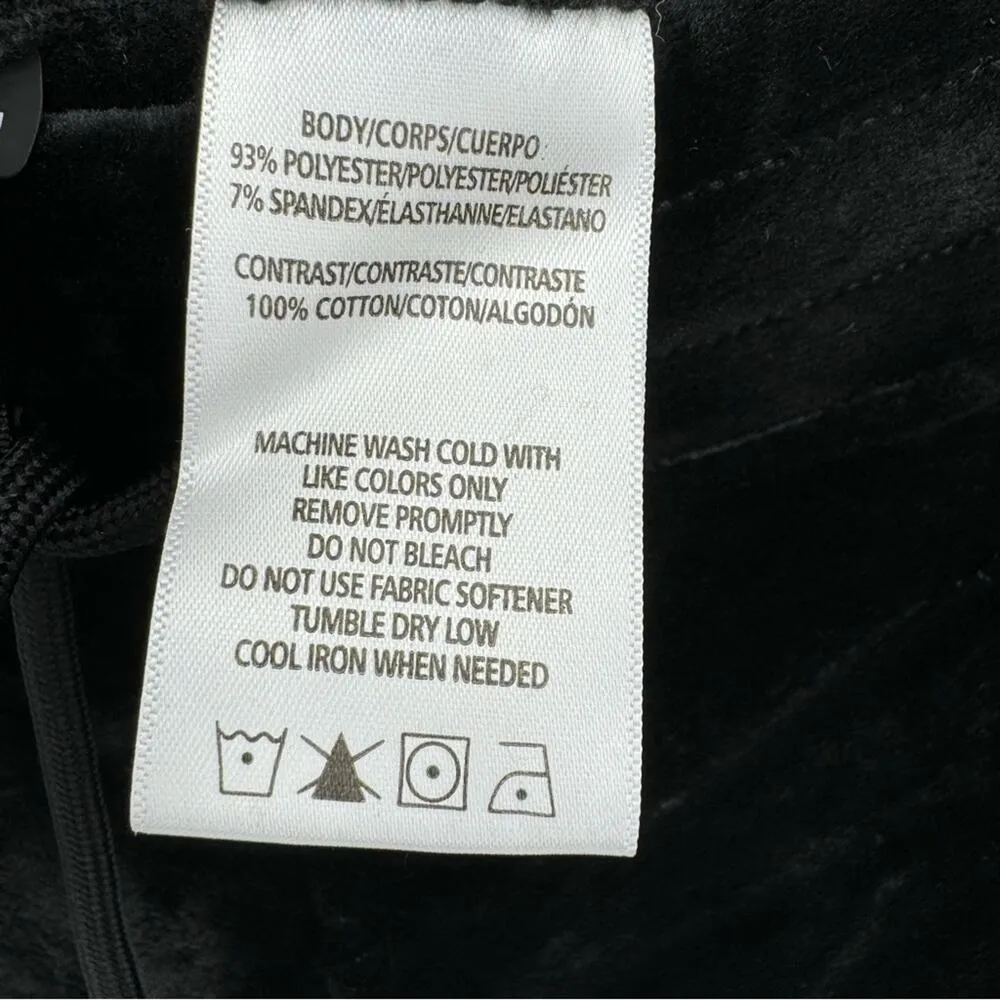 BODY/CORPS/CUERPO
93% POLYESTER/POLYESTER/POLIÉSTER
7% SPANDEX/ÉLASTHANNE/ELASTANO
CONTRAST/CONTRASTE/CONTRASTE
100% COTTON/COTON/ALGODÓN
MACHINE WASH COLD WITH
LIKE COLORS ONLY
REMOVE PROMPTLY
DO NOT BLEACH
DO NOT USE FABRIC SOFTENER
TUMBLE DRY LOW
COOL IRON WHEN NEEDED